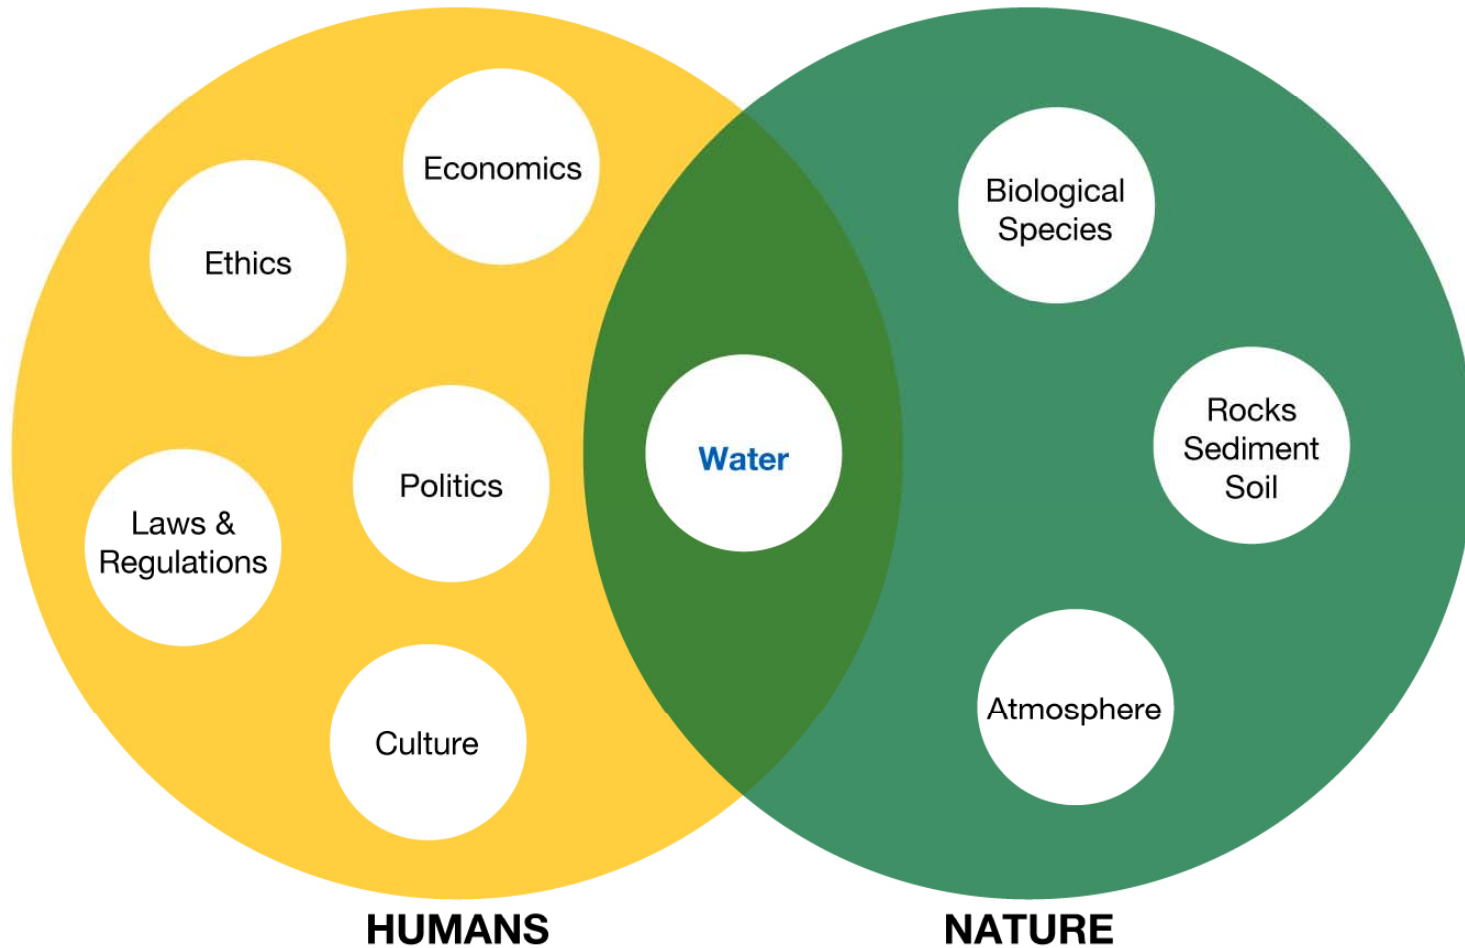 Economics
Ethics
Politics
Laws &
Regulations
Culture
Water
Biological
Species
Rocks
Sediment
Soil
Atmosphere
HUMANS
NATURE